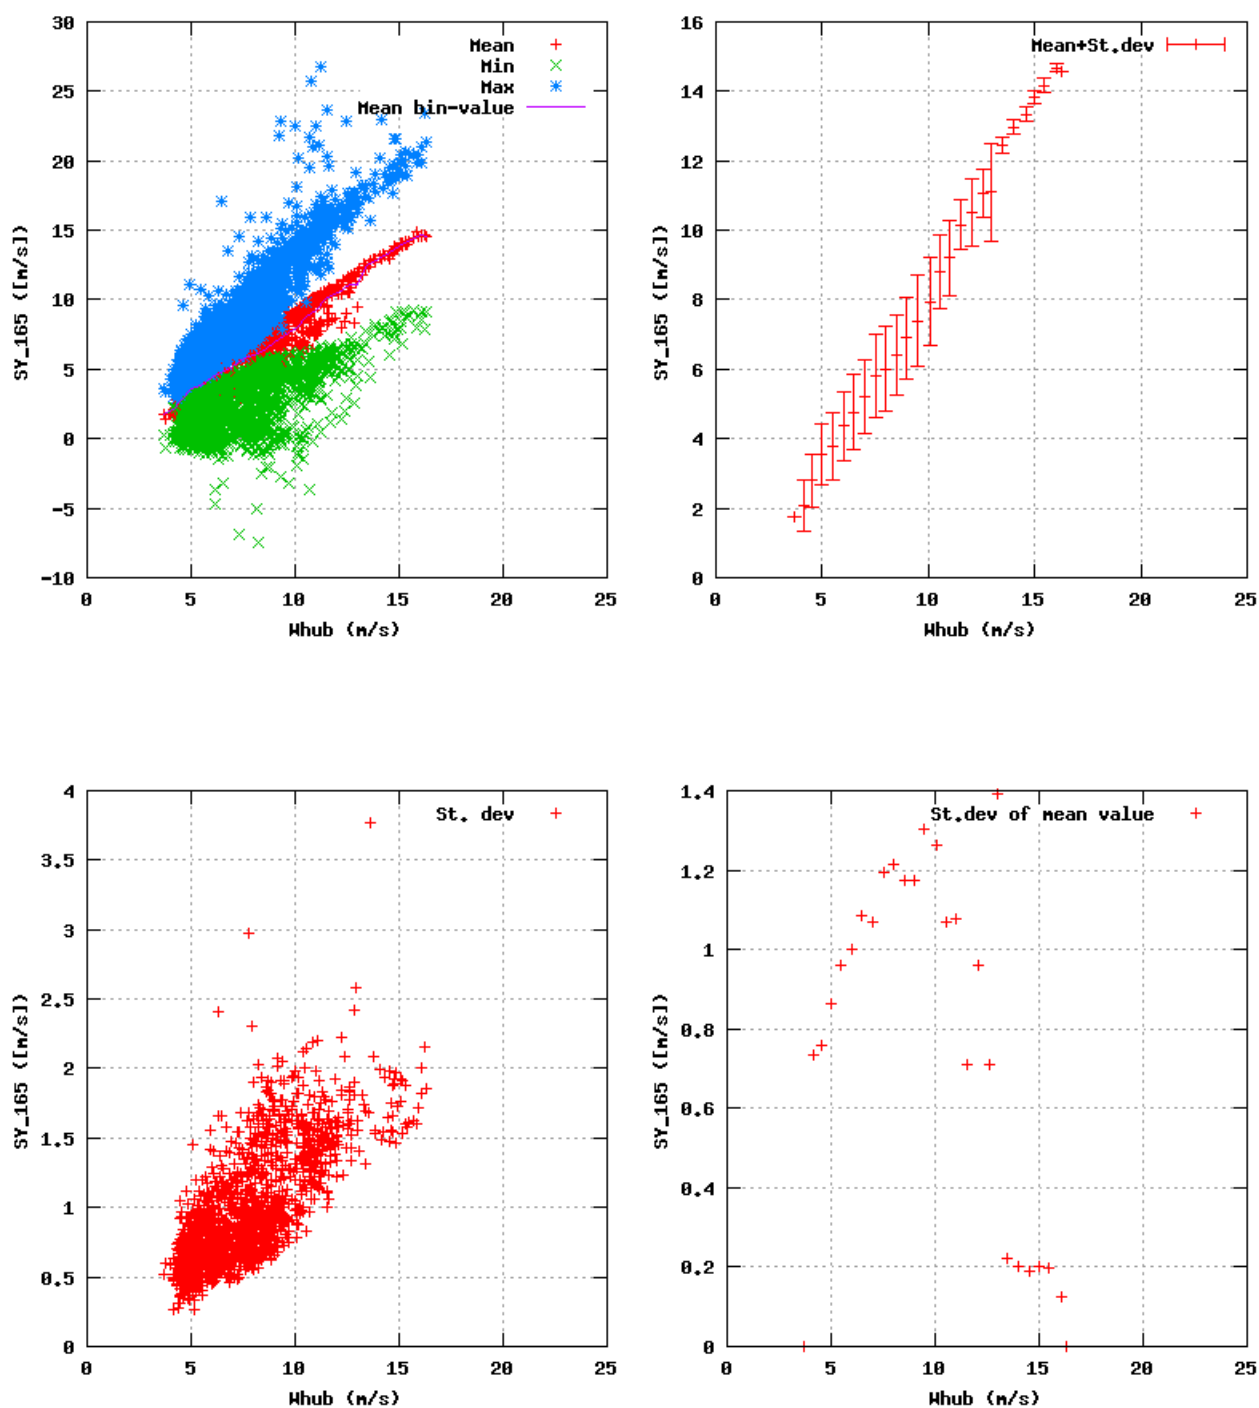 30
25
20
15
10
5
0
-5
-10
SY_165 ([m/s])
Mean
Min
Max
Mean bin-value
0 5 10 15 20 25
Whub (m/s)
16
14
12
10
8
6
4
2
0
SY_165 ([m/s])
Mean+St.dev
0 5 10 15 20 25
Whub (m/s)
4
3.5
3
2.5
2
1.5
1
0.5
0
SY_165 ([m/s])
St. dev
0 5 10 15 20 25
Whub (m/s)
1.4
1.2
1
0.8
0.6
0.4
0.2
0
SY_165 ([m/s])
St.dev of mean value
0 5 10 15 20 25
Whub (m/s)